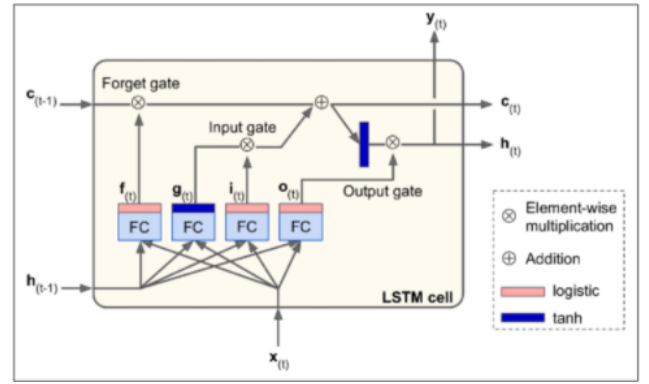 y(t)
Forget gate
c(t-1)
c(t)
Input gate
h(t)
f(t)
g(t)
i(t)
o(t)
Output gate
FC
FC
FC
FC
Element-wise
multiplication
Addition
h(t-1)
LSTM cell
logistic
tanh
x(t)